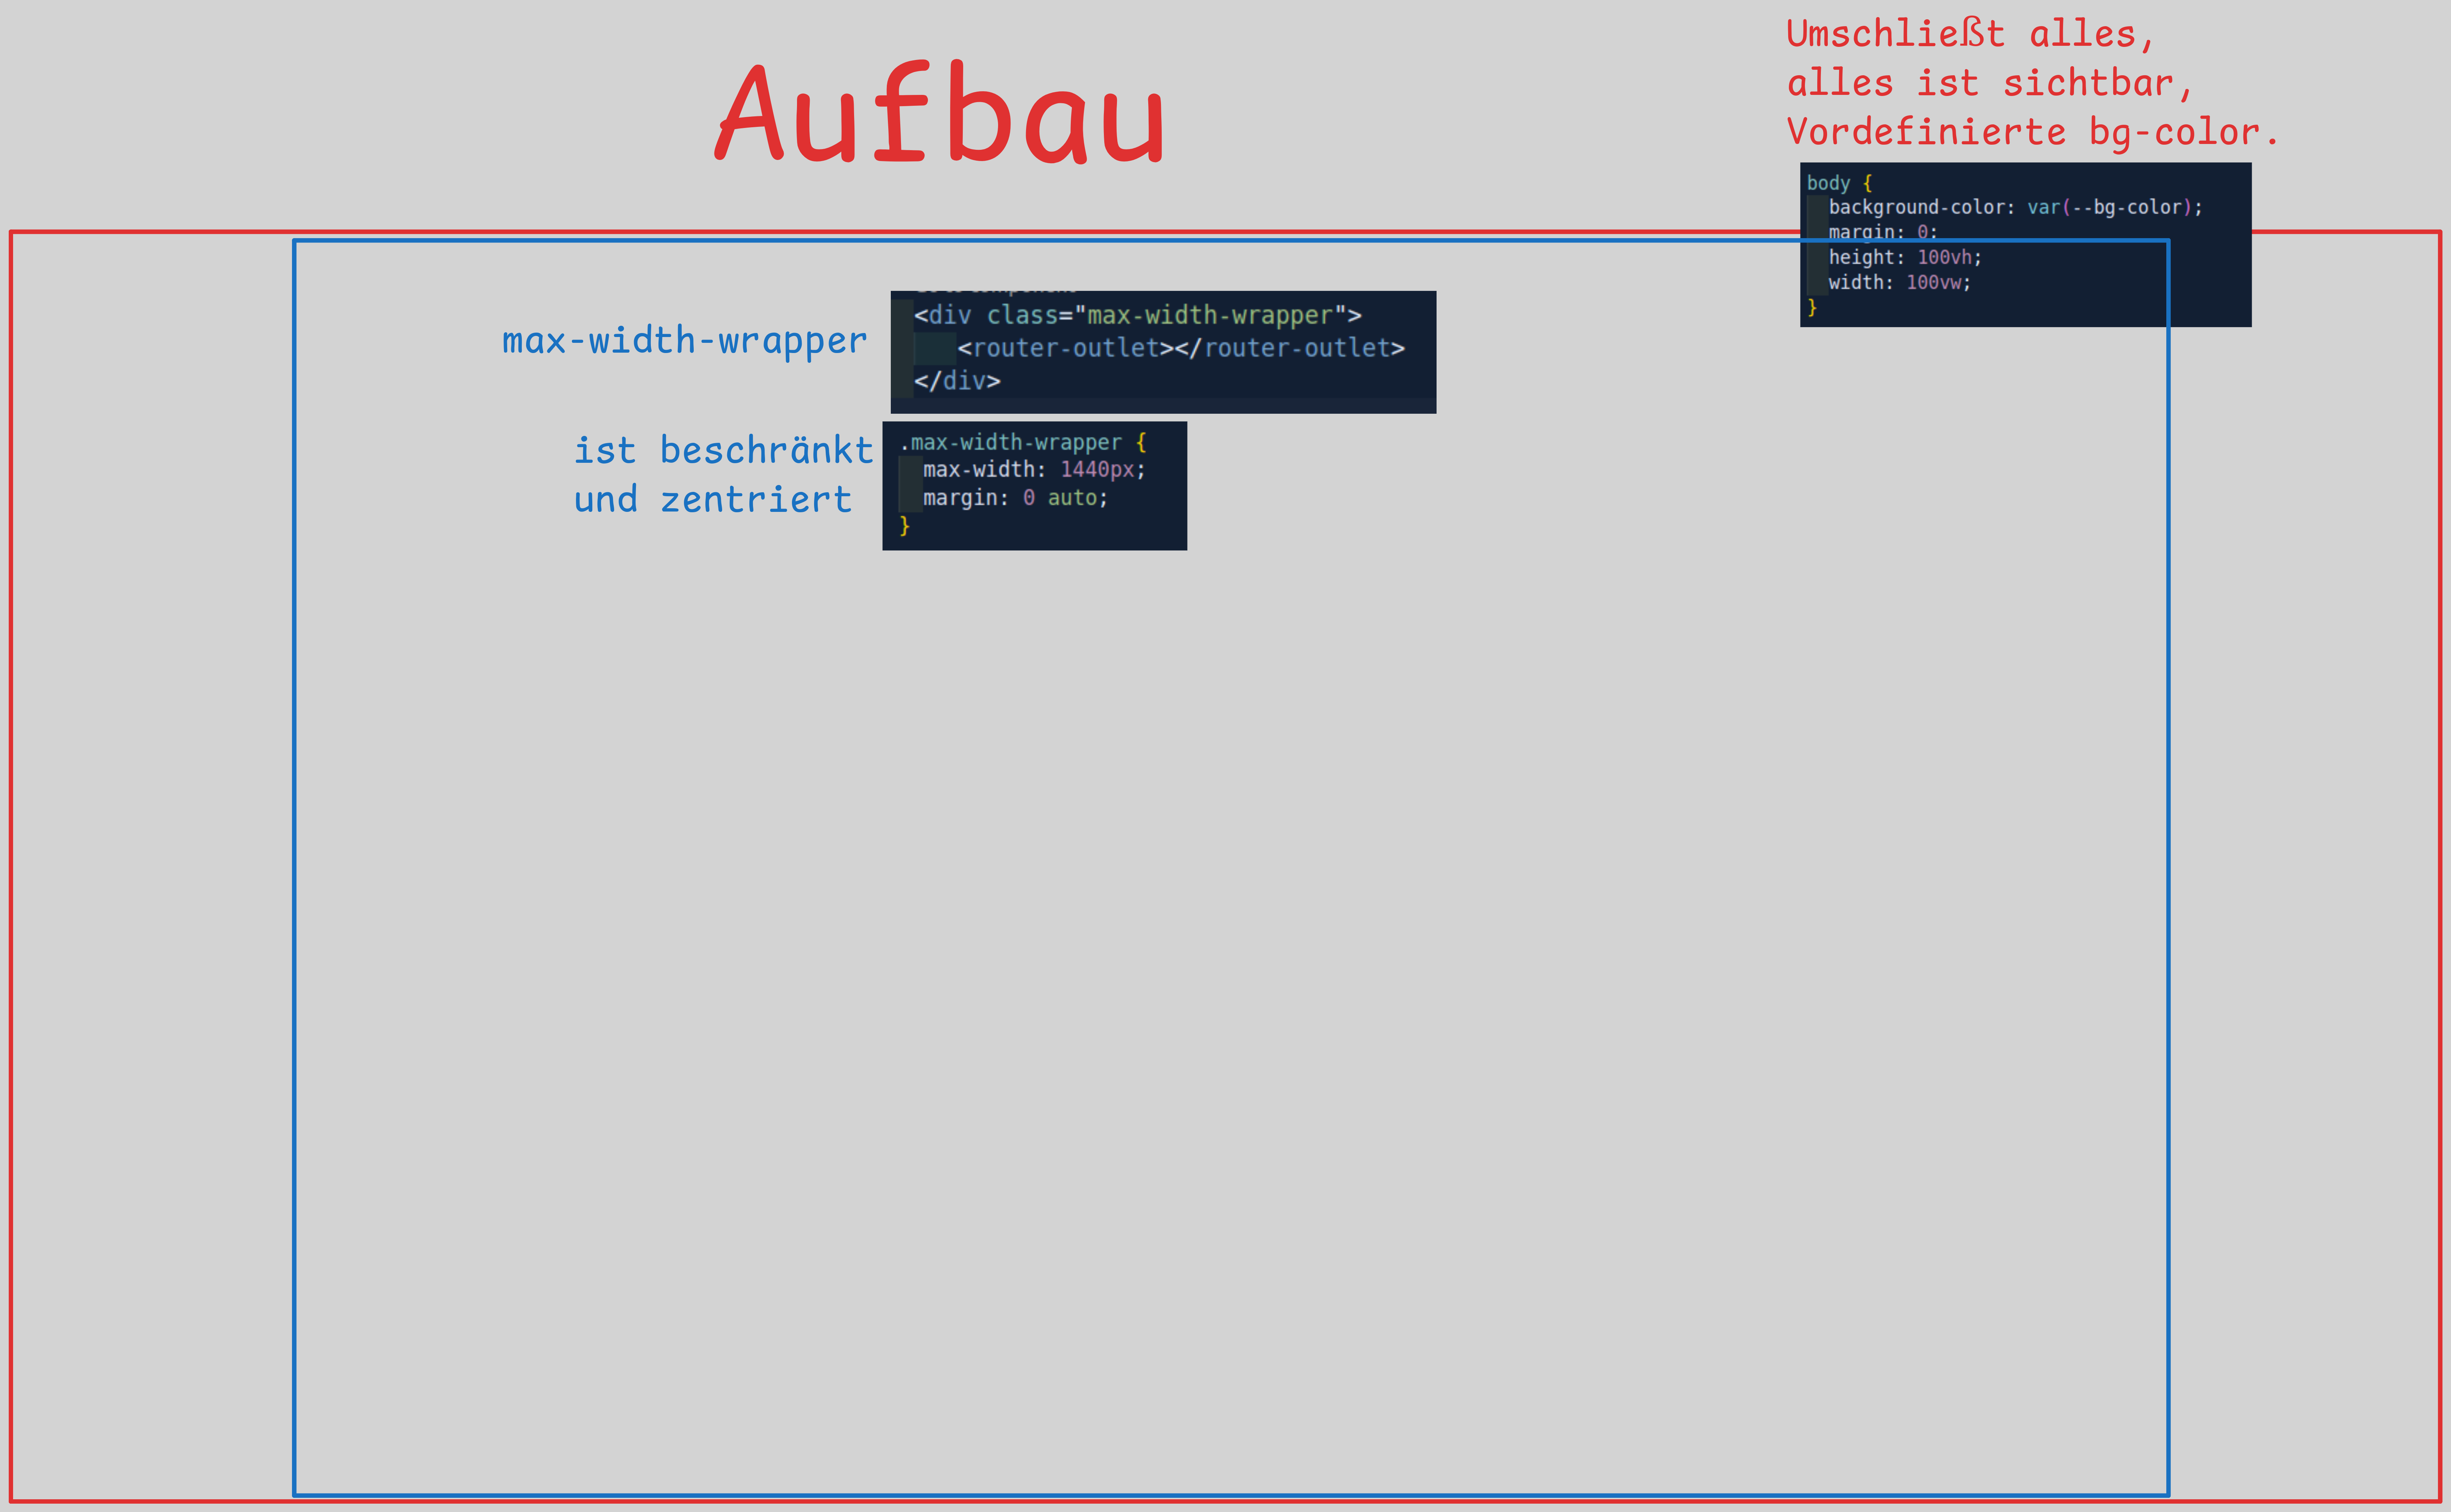 Aufbau
Umschließt alles,
alles ist sichtbar,
Vordefinierte bg-color.
body {
background-color: var(--bg-color);
margin: 0;
height: 100vh;
width: 100vw;
}
max-width-wrapper
<div class="max-width-wrapper">
<router-outlet></router-outlet>
</div>
ist beschränkt
und zentriert
.max-width-wrapper {
max-width: 1440px;
margin: 0 auto;
}